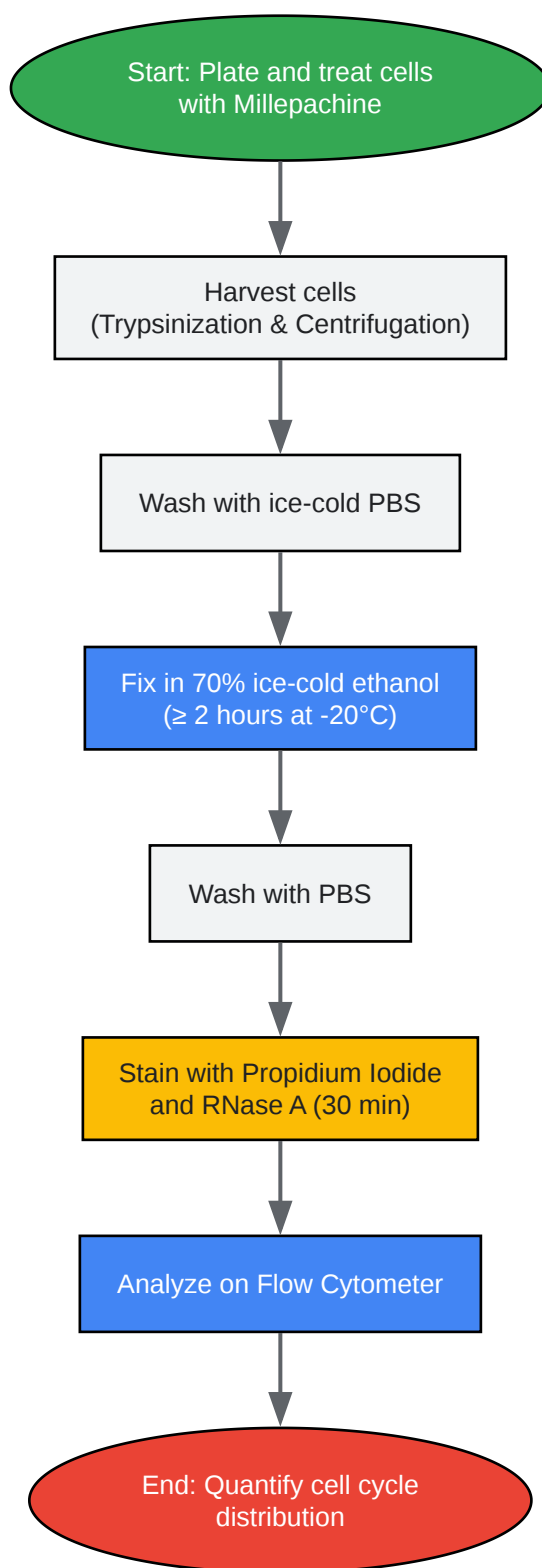 Start: Plate and treat cells
with Millepachine
Harvest cells
(Trypsinization & Centrifugation)
Wash with ice-cold PBS
Fix in 70% ice-cold ethanol
(≥ 2 hours at -20°C)
Wash with PBS
Stain with Propidium Iodide
and RNase A (30 min)
Analyze on Flow Cytometer
End: Quantify cell cycle
distribution